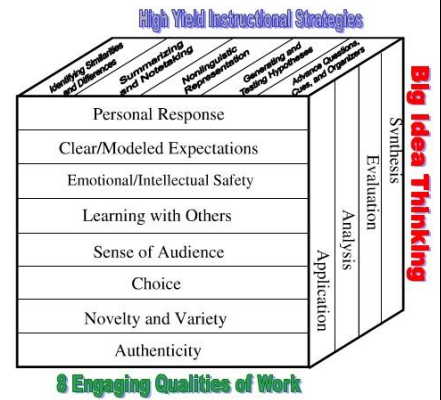 High Yield Instructional Strategies
Identifying Similarities
and Differences
Summarizing
and Notetaking
Nonlinguistic
Representation
Generating and
Testing Hypotheses
Advance Questions,
Cues, and Organizers
Personal Response
Clear/Modeled Expectations
Emotional/Intellectual Safety
Learning with Others
Sense of Audience
Choice
Novelty and Variety
Authenticity
Application
Analysis
Evaluation
Synthesis
Big Idea Thinking
8 Engaging Qualities of Work